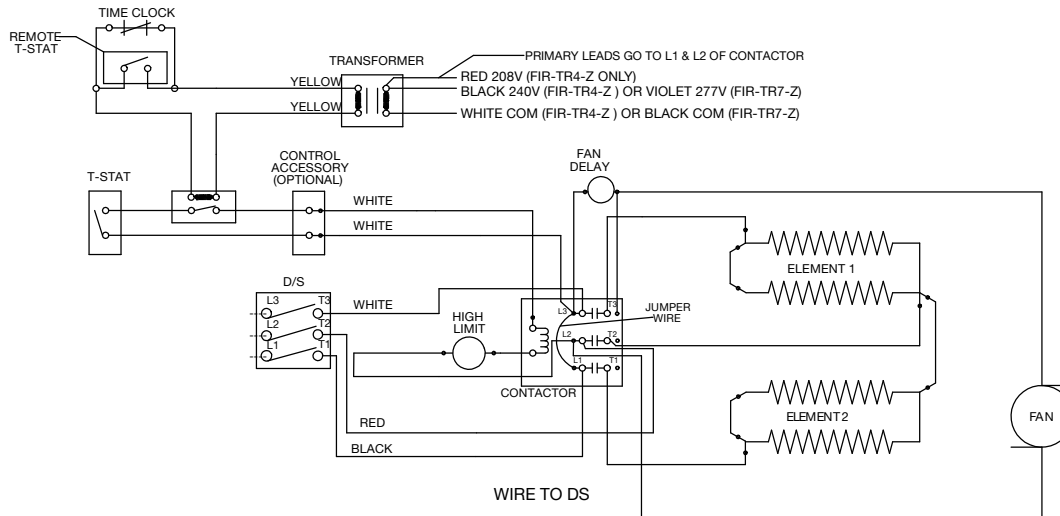 TIME CLOCK
REMOTE
T-STAT
TRANSFORMER
PRIMARY LEADS GO TO L1 & L2 OF CONTACTOR
YELLOW
RED 208V (FIR-TR4-Z ONLY)
BLACK 240V (FIR-TR4-Z ) OR VIOLET 277V (FIR-TR7-Z)
YELLOW
WHITE COM (FIR-TR4-Z ) OR BLACK COM (FIR-TR7-Z)
T-STAT
CONTROL
ACCESSORY
(OPTIONAL)
FAN
DELAY
WHITE
WHITE
ELEMENT 1
D/S
L3 T3
L2 T2
L1 T1
WHITE
HIGH
LIMIT
L3 T3
L2 T2
L1 T1
JUMPER
WIRE
CONTACTOR
RED
BLACK
ELEMENT 2
FAN
WIRE TO DS